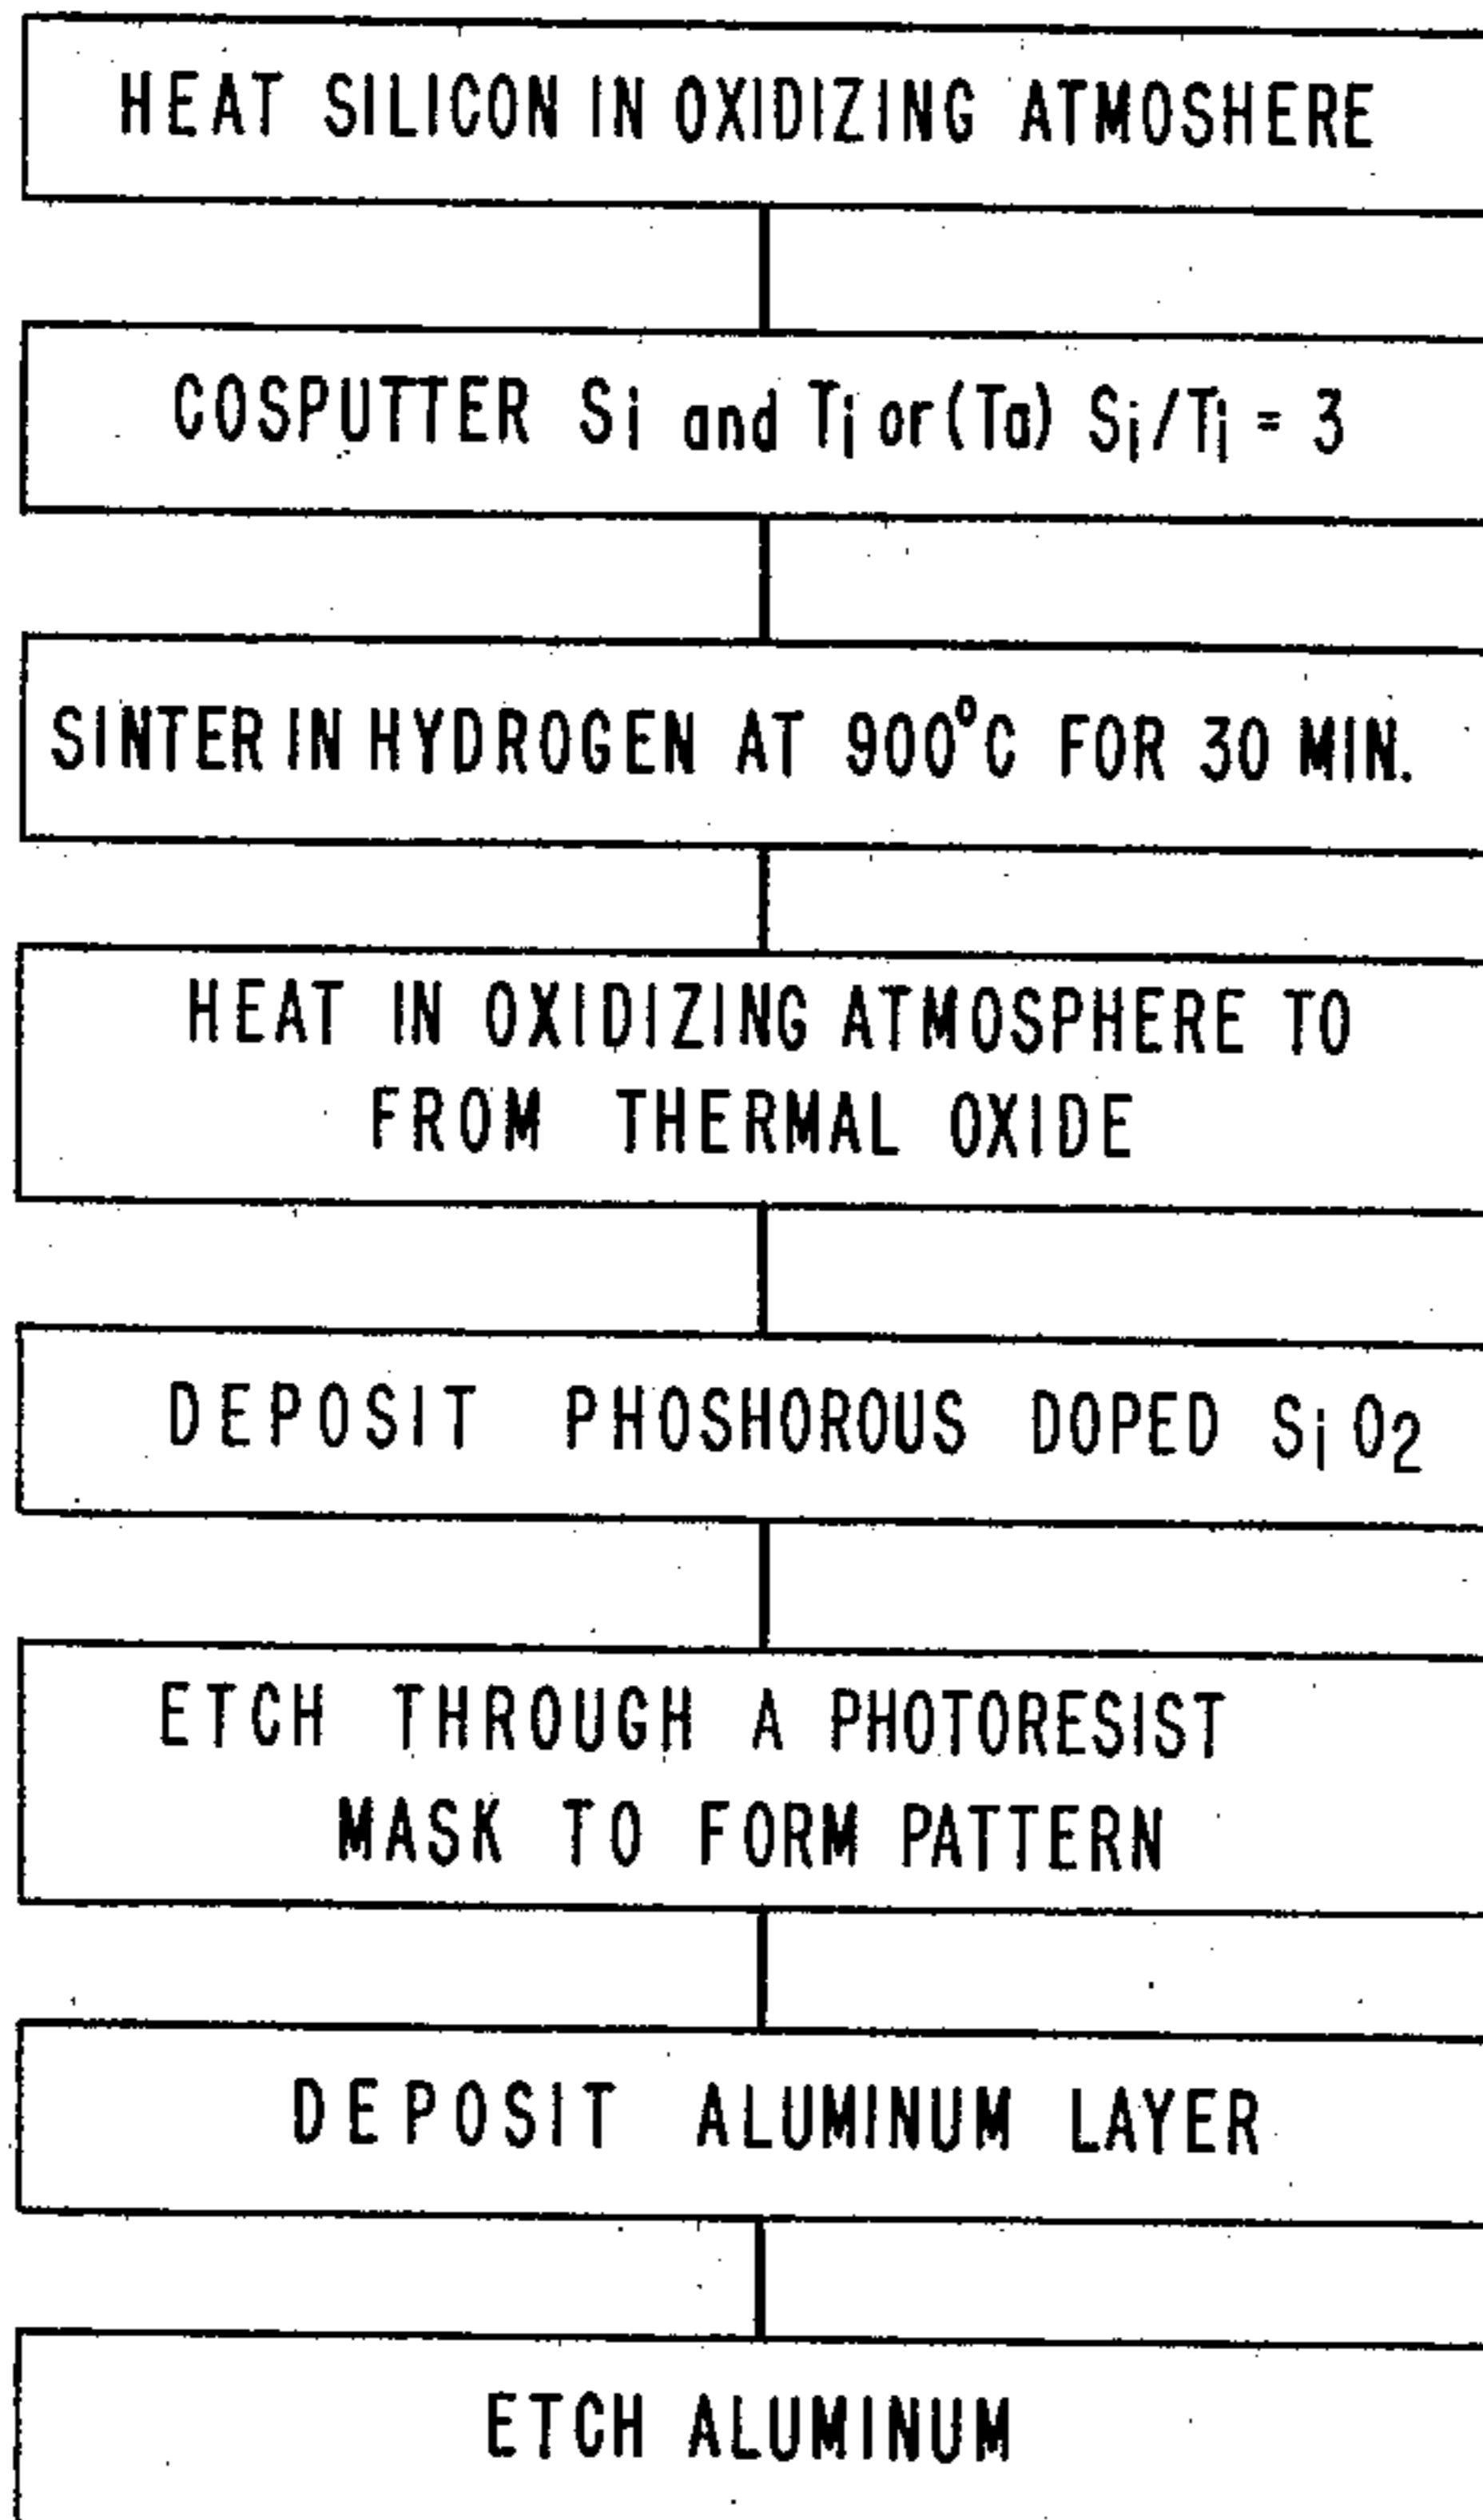 HEAT SILICON IN OXIDIZING ATMOSHERE
COSPUTTER Si and Ti or (Ta) Si/Ti = 3
SINTER IN HYDROGEN AT 900°C FOR 30 MIN.
HEAT IN OXIDIZING ATMOSPHERE TO
FROM THERMAL OXIDE
DEPOSIT PHOSHOROUS DOPED SiO2
ETCH THROUGH A PHOTORESIST
MASK TO FORM PATTERN
DEPOSIT ALUMINUM LAYER
ETCH ALUMINUM